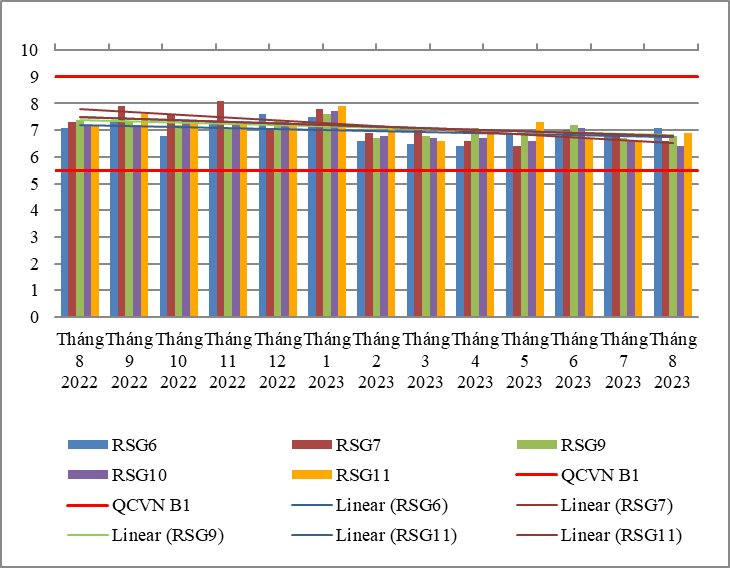 10
9
8
7
6
5
4
3
2
1
0
Tháng Tháng Tháng Tháng Tháng Tháng Tháng Tháng Tháng Tháng Tháng Tháng Tháng
8 9 10 11 12 1 2 3 4 5 6 7 8
2022 2022 2022 2022 2022 2023 2023 2023 2023 2023 2023 2023 2023
RSG6 RSG7 RSG9
RSG10 RSG11 QCVN B1
QCVN B1 Linear (RSG6) Linear (RSG7)
Linear (RSG9) Linear (RSG11) Linear (RSG11)